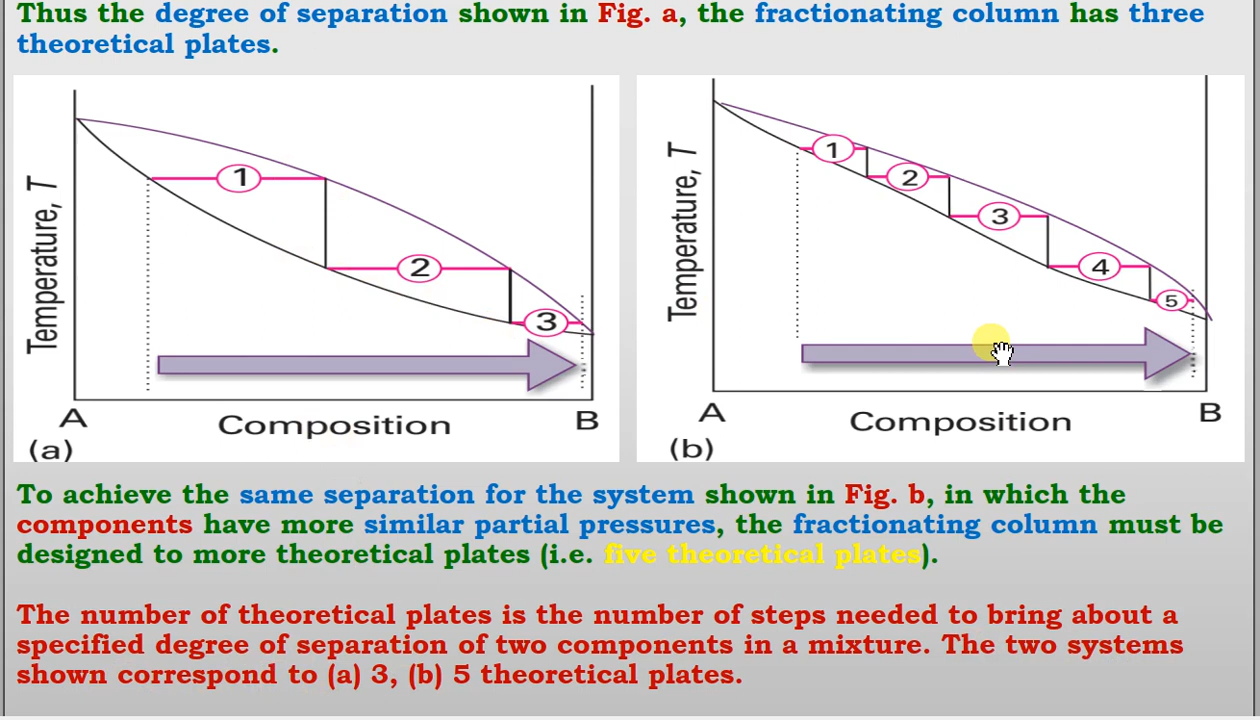 Thus the degree of separation shown in Fig. a, the fractionating column has three
theoretical plates.
Temperature, T
1
2
3
A
Composition
B
(a)
Temperature, T
1
2
3
4
5
A
Composition
B
(b)
To achieve the same separation for the system shown in Fig. b, in which the
components have more similar partial pressures, the fractionating column must be
designed to more theoretical plates (i.e. five theoretical plates).
The number of theoretical plates is the number of steps needed to bring about a
specified degree of separation of two components in a mixture. The two systems
shown correspond to (a) 3, (b) 5 theoretical plates.